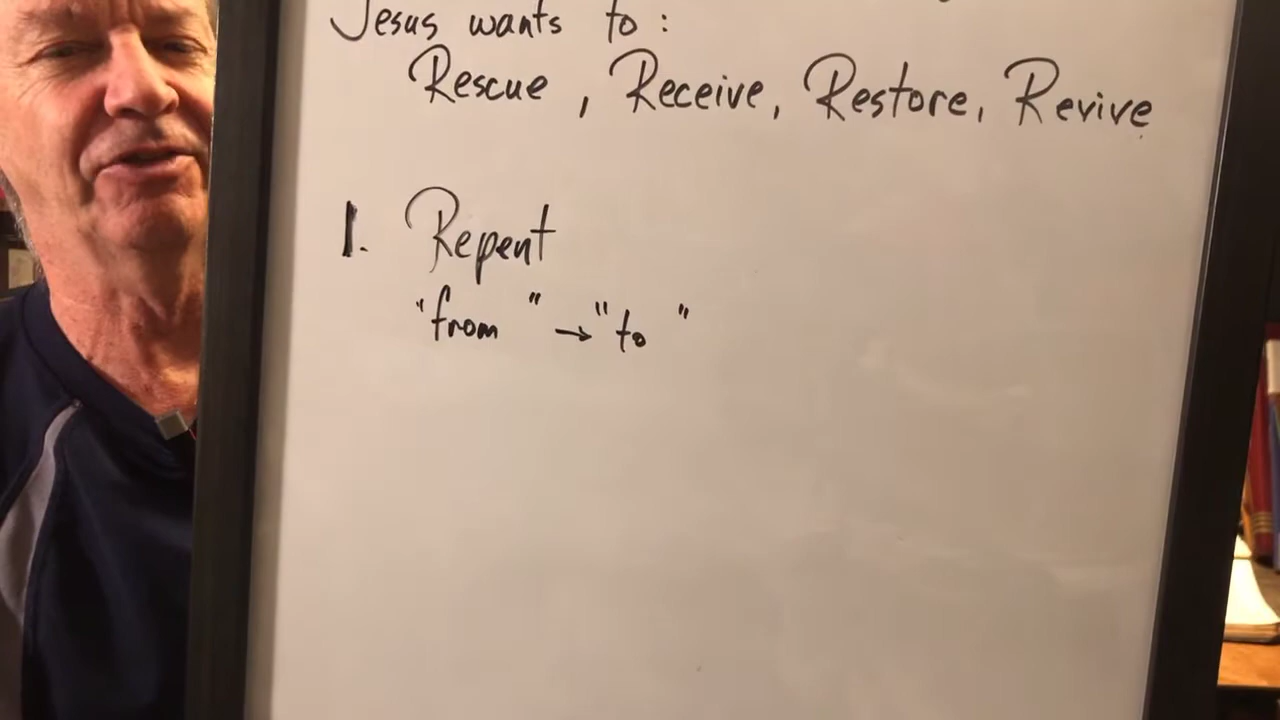 Jesus wants to:
Rescue, Receive, Restore, Revive
1. Repent
"from " → "to "